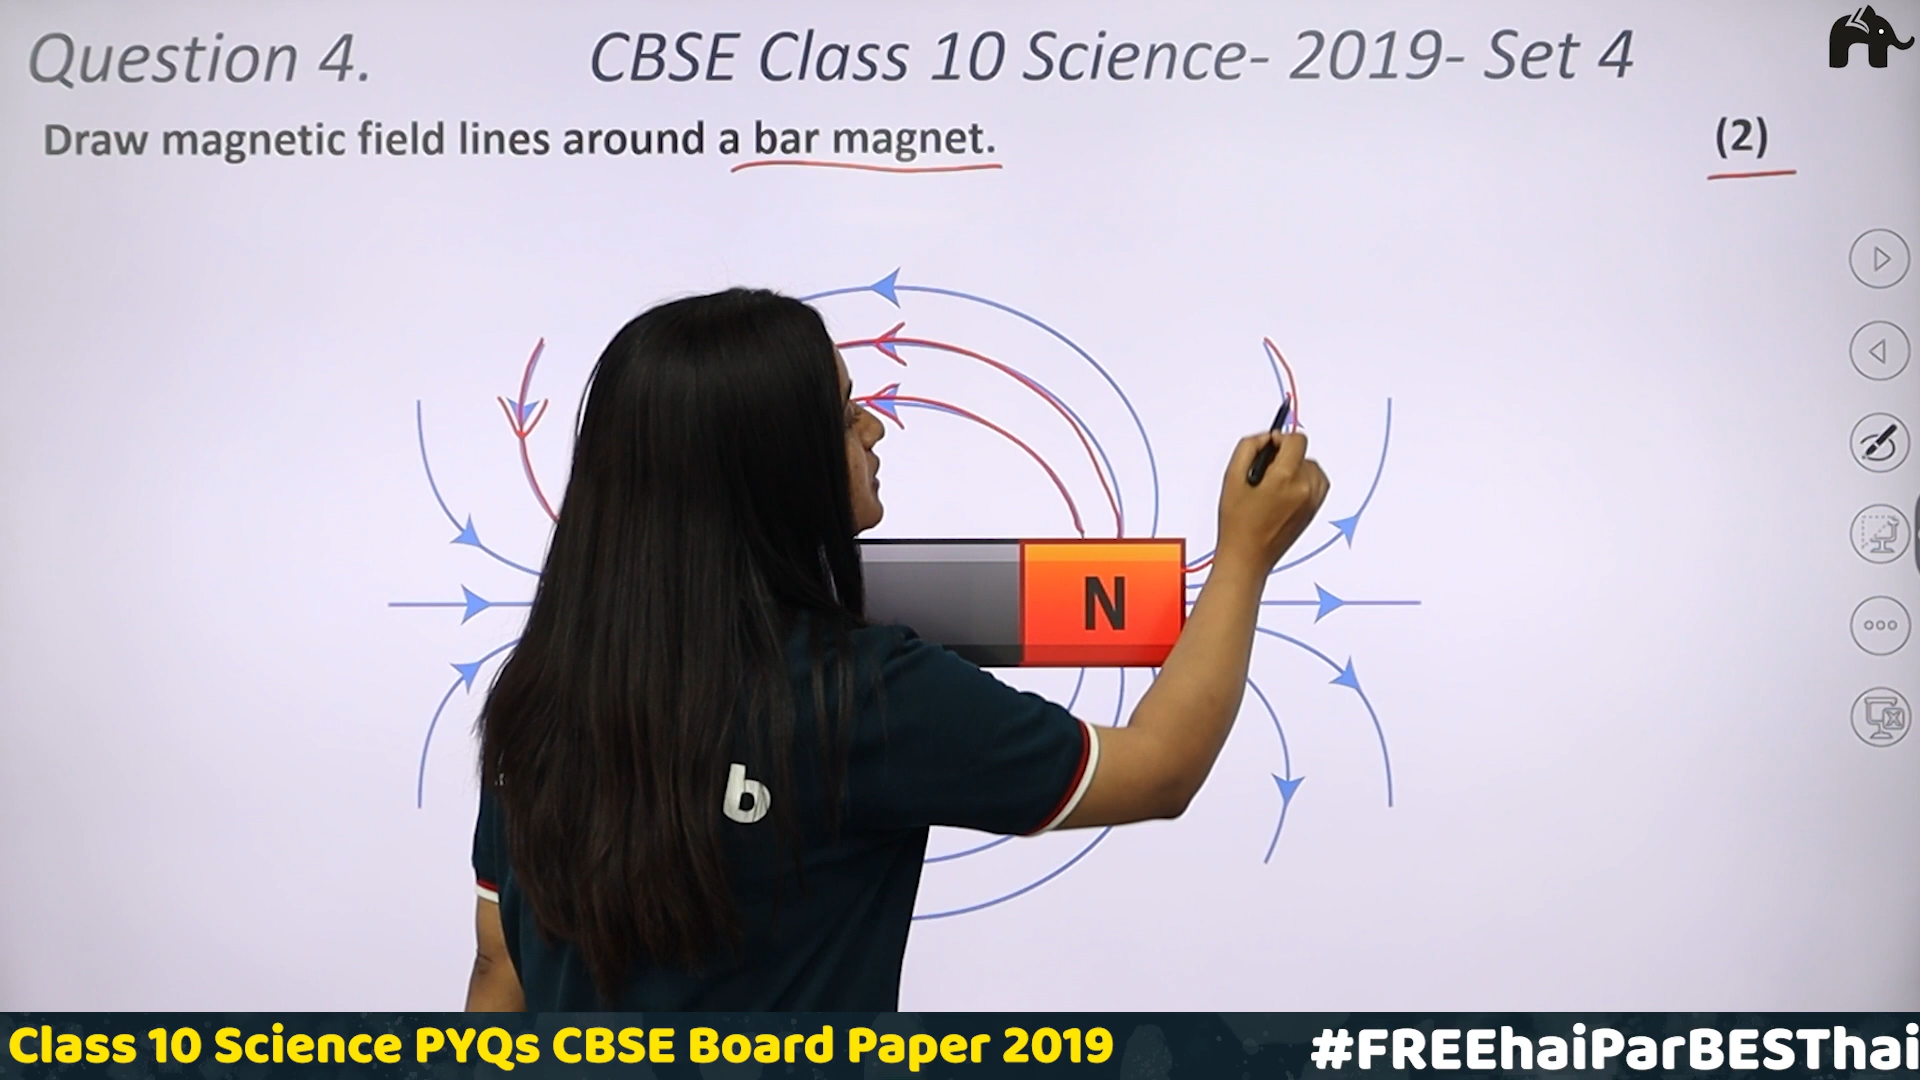 Question 4.
CBSE Class 10 Science- 2019- Set 4
Draw magnetic field lines around a bar magnet.
(2)
N
b
Class 10 Science PYQs CBSE Board Paper 2019
#FREEhaiParBESThai